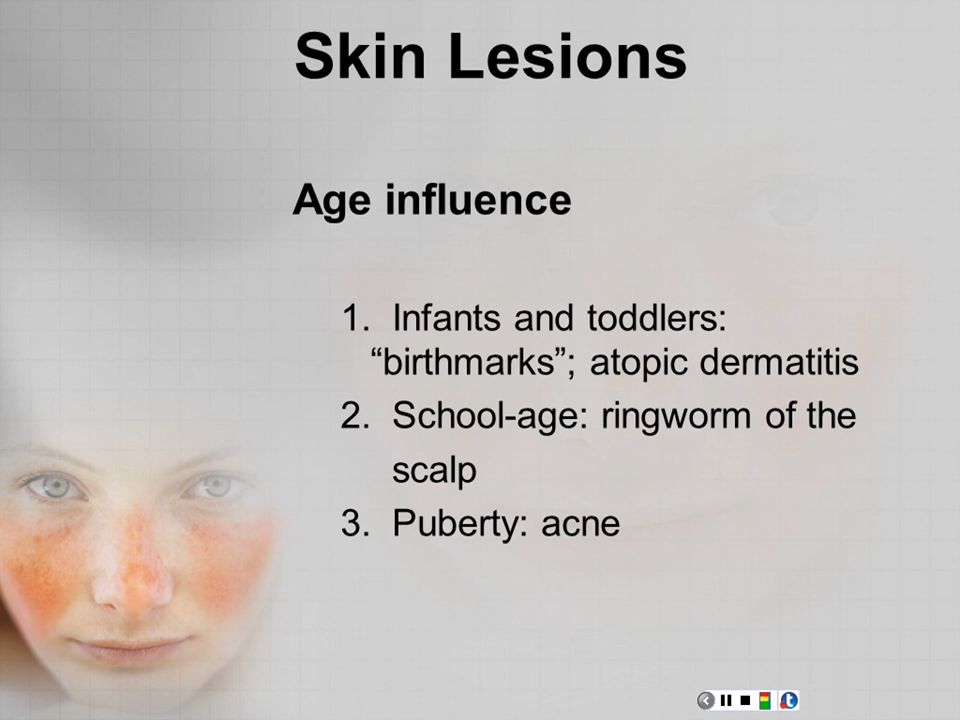 Skin Lesions
Age influence
1. Infants and toddlers:
“birthmarks”; atopic dermatitis
2. School-age: ringworm of the
scalp
3. Puberty: acne
t